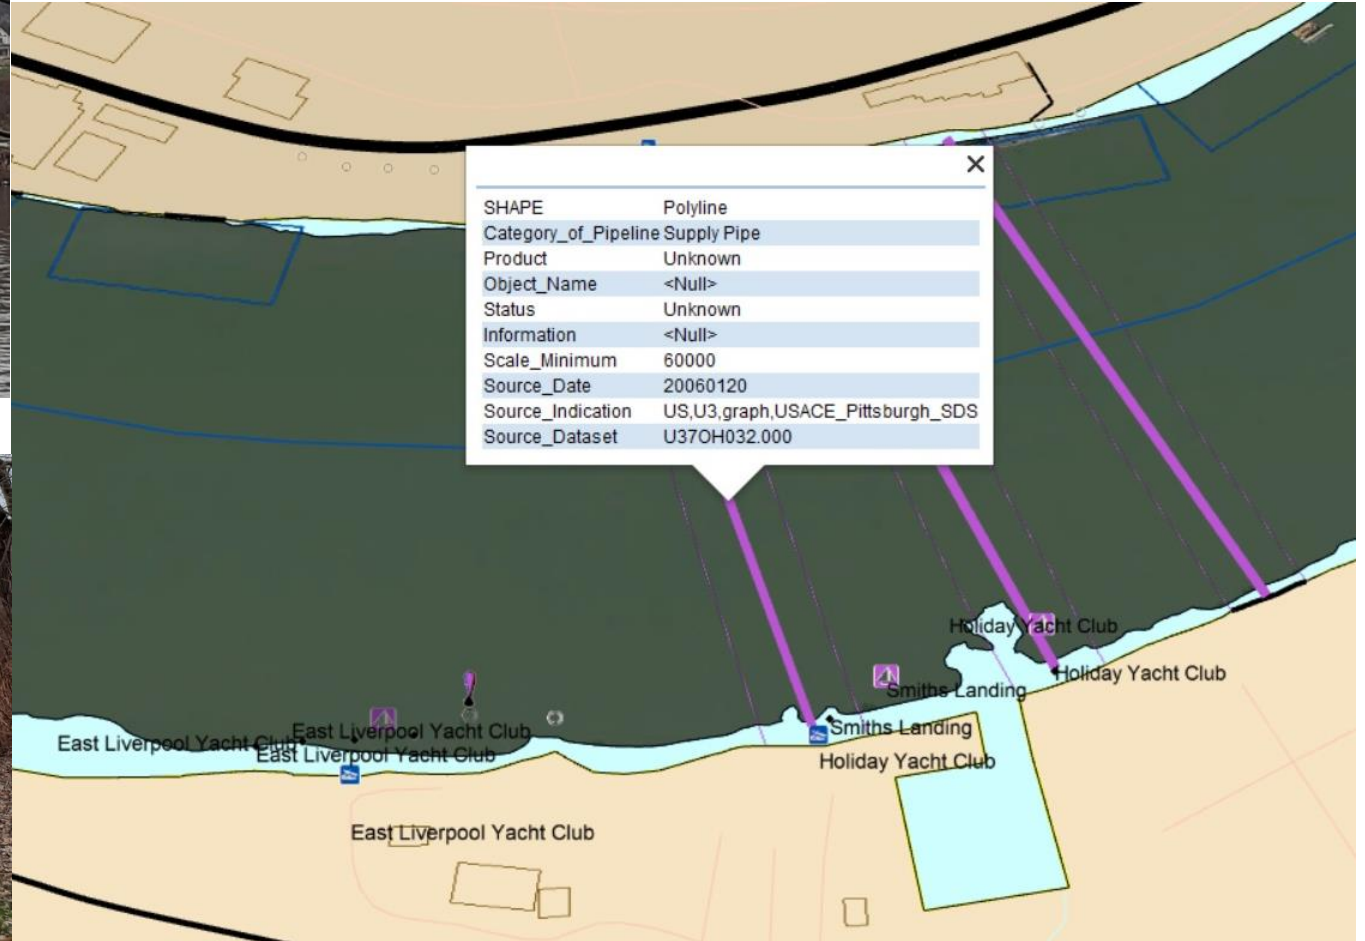 SHAPE Polyline
Category_of_Pipeline Supply Pipe
Product Unknown
Object_Name <Null>
Status Unknown
Information <Null>
Scale_Minimum 60000
Source_Date 20060120
Source_Indication US,U3,graph,USACE_Pittsburgh_SDS
Source_Dataset U37OH032.000
Holiday Yacht Club
Holiday Yacht Club
Smiths Landing
Smiths Landing
Holiday Yacht Club
East Liverpool Yacht Club
East Liverpool Yacht Club
East Liverpool Yacht Club
East Liverpool Yacht Club